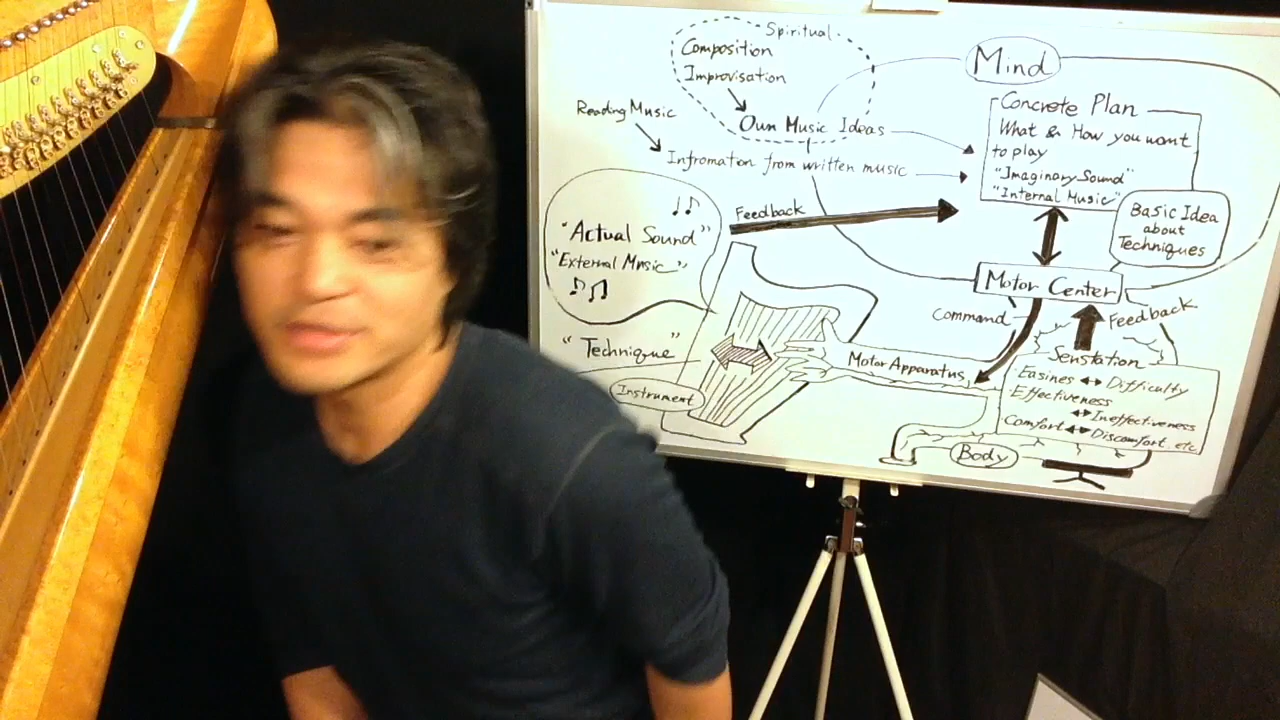 Spiritual
Composition
Improvisation
Own Music Ideas
Reading Music
Infromation from written music
Mind
Concrete Plan
What & How you want
to play
"Imaginary Sound"
"Internal Music"
Basic Idea
about
Techniques
Feedback
"Actual Sound"
"External Music"
Motor Center
Command
Feedback
"Technique"
Instrument
Motor Apparatus
Senstation
·Easines ↔ Difficulty
·Effectiveness
↔ Ineffectiveness
Comfort ↔ Discomfort etc.
Body